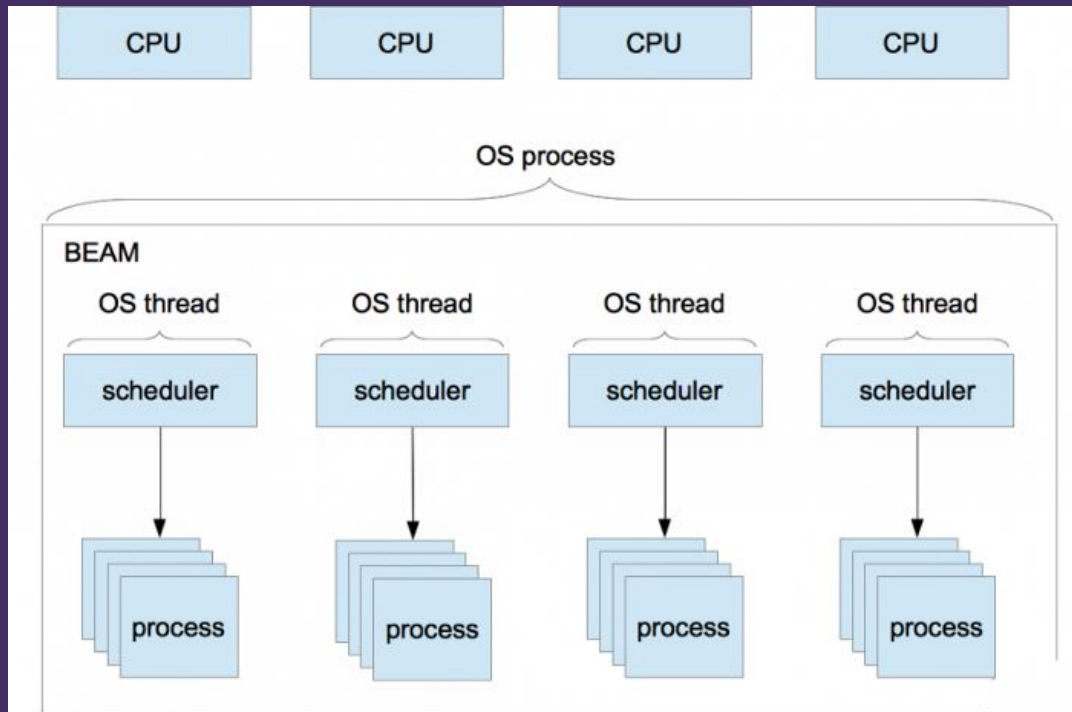 CPU CPU CPU CPU
OS process
BEAM
OS thread OS thread OS thread OS thread
scheduler scheduler scheduler scheduler
process process process process